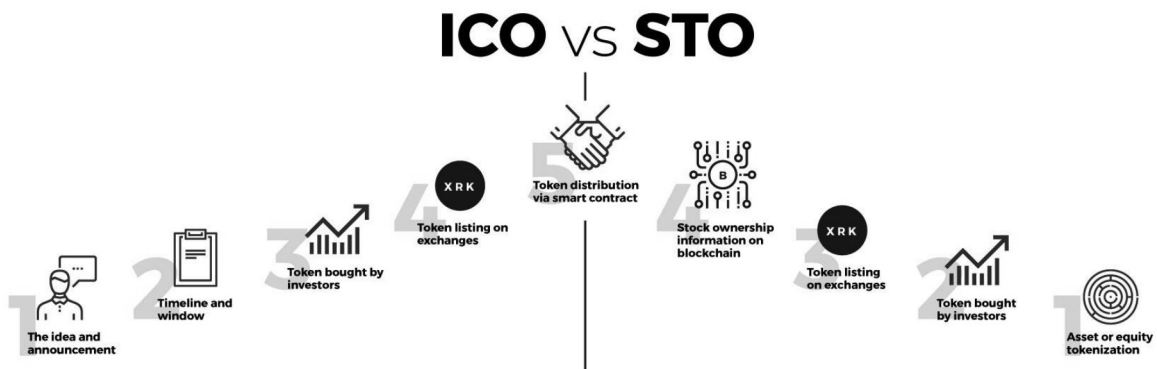 ICO VS STO
1
The idea and
announcement
2
Timeline and
window
3
Token bought by
investors
4
XRK
Token listing on
exchanges
5
Token distribution
via smart contract
4
B
Stock ownership
information on
blockchain
3
XRK
Token listing
on exchanges
2
Token bought
by investors
1
Asset or equity
tokenization